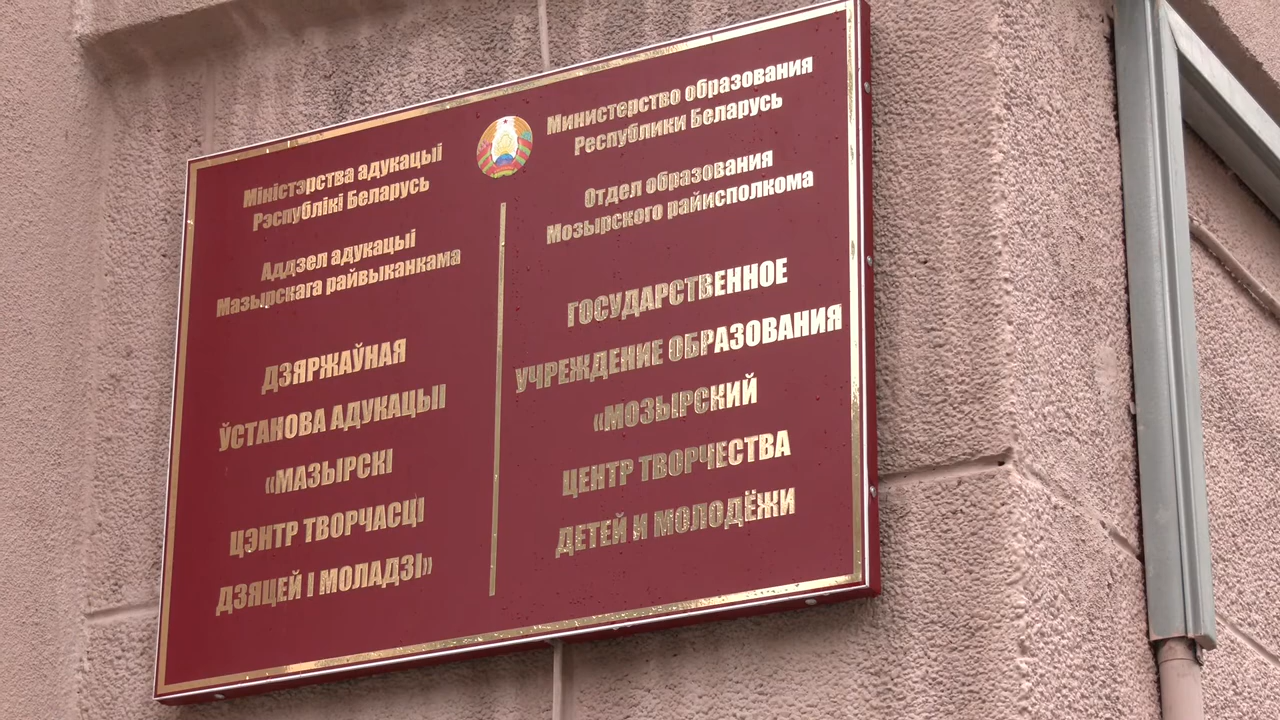 Міністэрства адукацыі
Рэспублікі Беларусь
Аддзел адукацыі
Мазырскага райвыканкама
ДЗЯРЖАЎНАЯ
ЎСТАНОВА АДУКАЦЫІ
«МАЗЫРСКІ
ЦЭНТР ТВОРЧАСЦІ
ДЗЯЦЕЙ І МОЛАДЗІ»
Министерство образования
Республики Беларусь
Отдел образования
Мозырского райисполкома
ГОСУДАРСТВЕННОЕ
УЧРЕЖДЕНИЕ ОБРАЗОВАНИЯ
«МОЗЫРСКИЙ
ЦЕНТР ТВОРЧЕСТВА
ДЕТЕЙ И МОЛОДЁЖИ